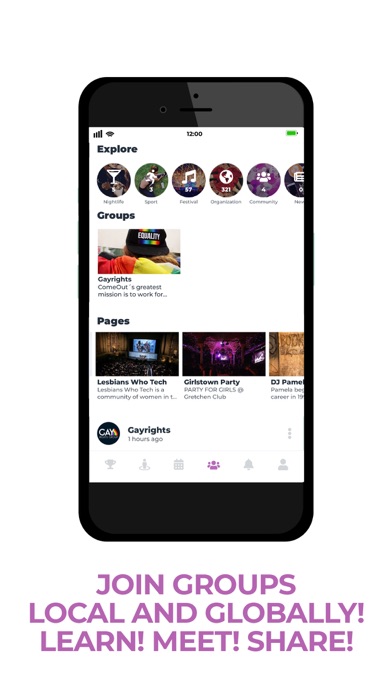 12:00
Explore
3
57
321
4
0
Nightlife
Sport
Festival
Organization
Community
New
Groups
EQUALITY
Gayrights
ComeOut´s greatest
mission is to work for...
Pages
Lesbians Who Tech
Girlstown Party
DJ Pamel
Lesbians Who Tech is a
PARTY FOR GIRLS @
Pamela beg
community of women in t...
Gretchen Club
career in 19
GAY
Gayrights
1 hours ago
JOIN GROUPS
LOCAL AND GLOBALLY!
LEARN! MEET! SHARE!